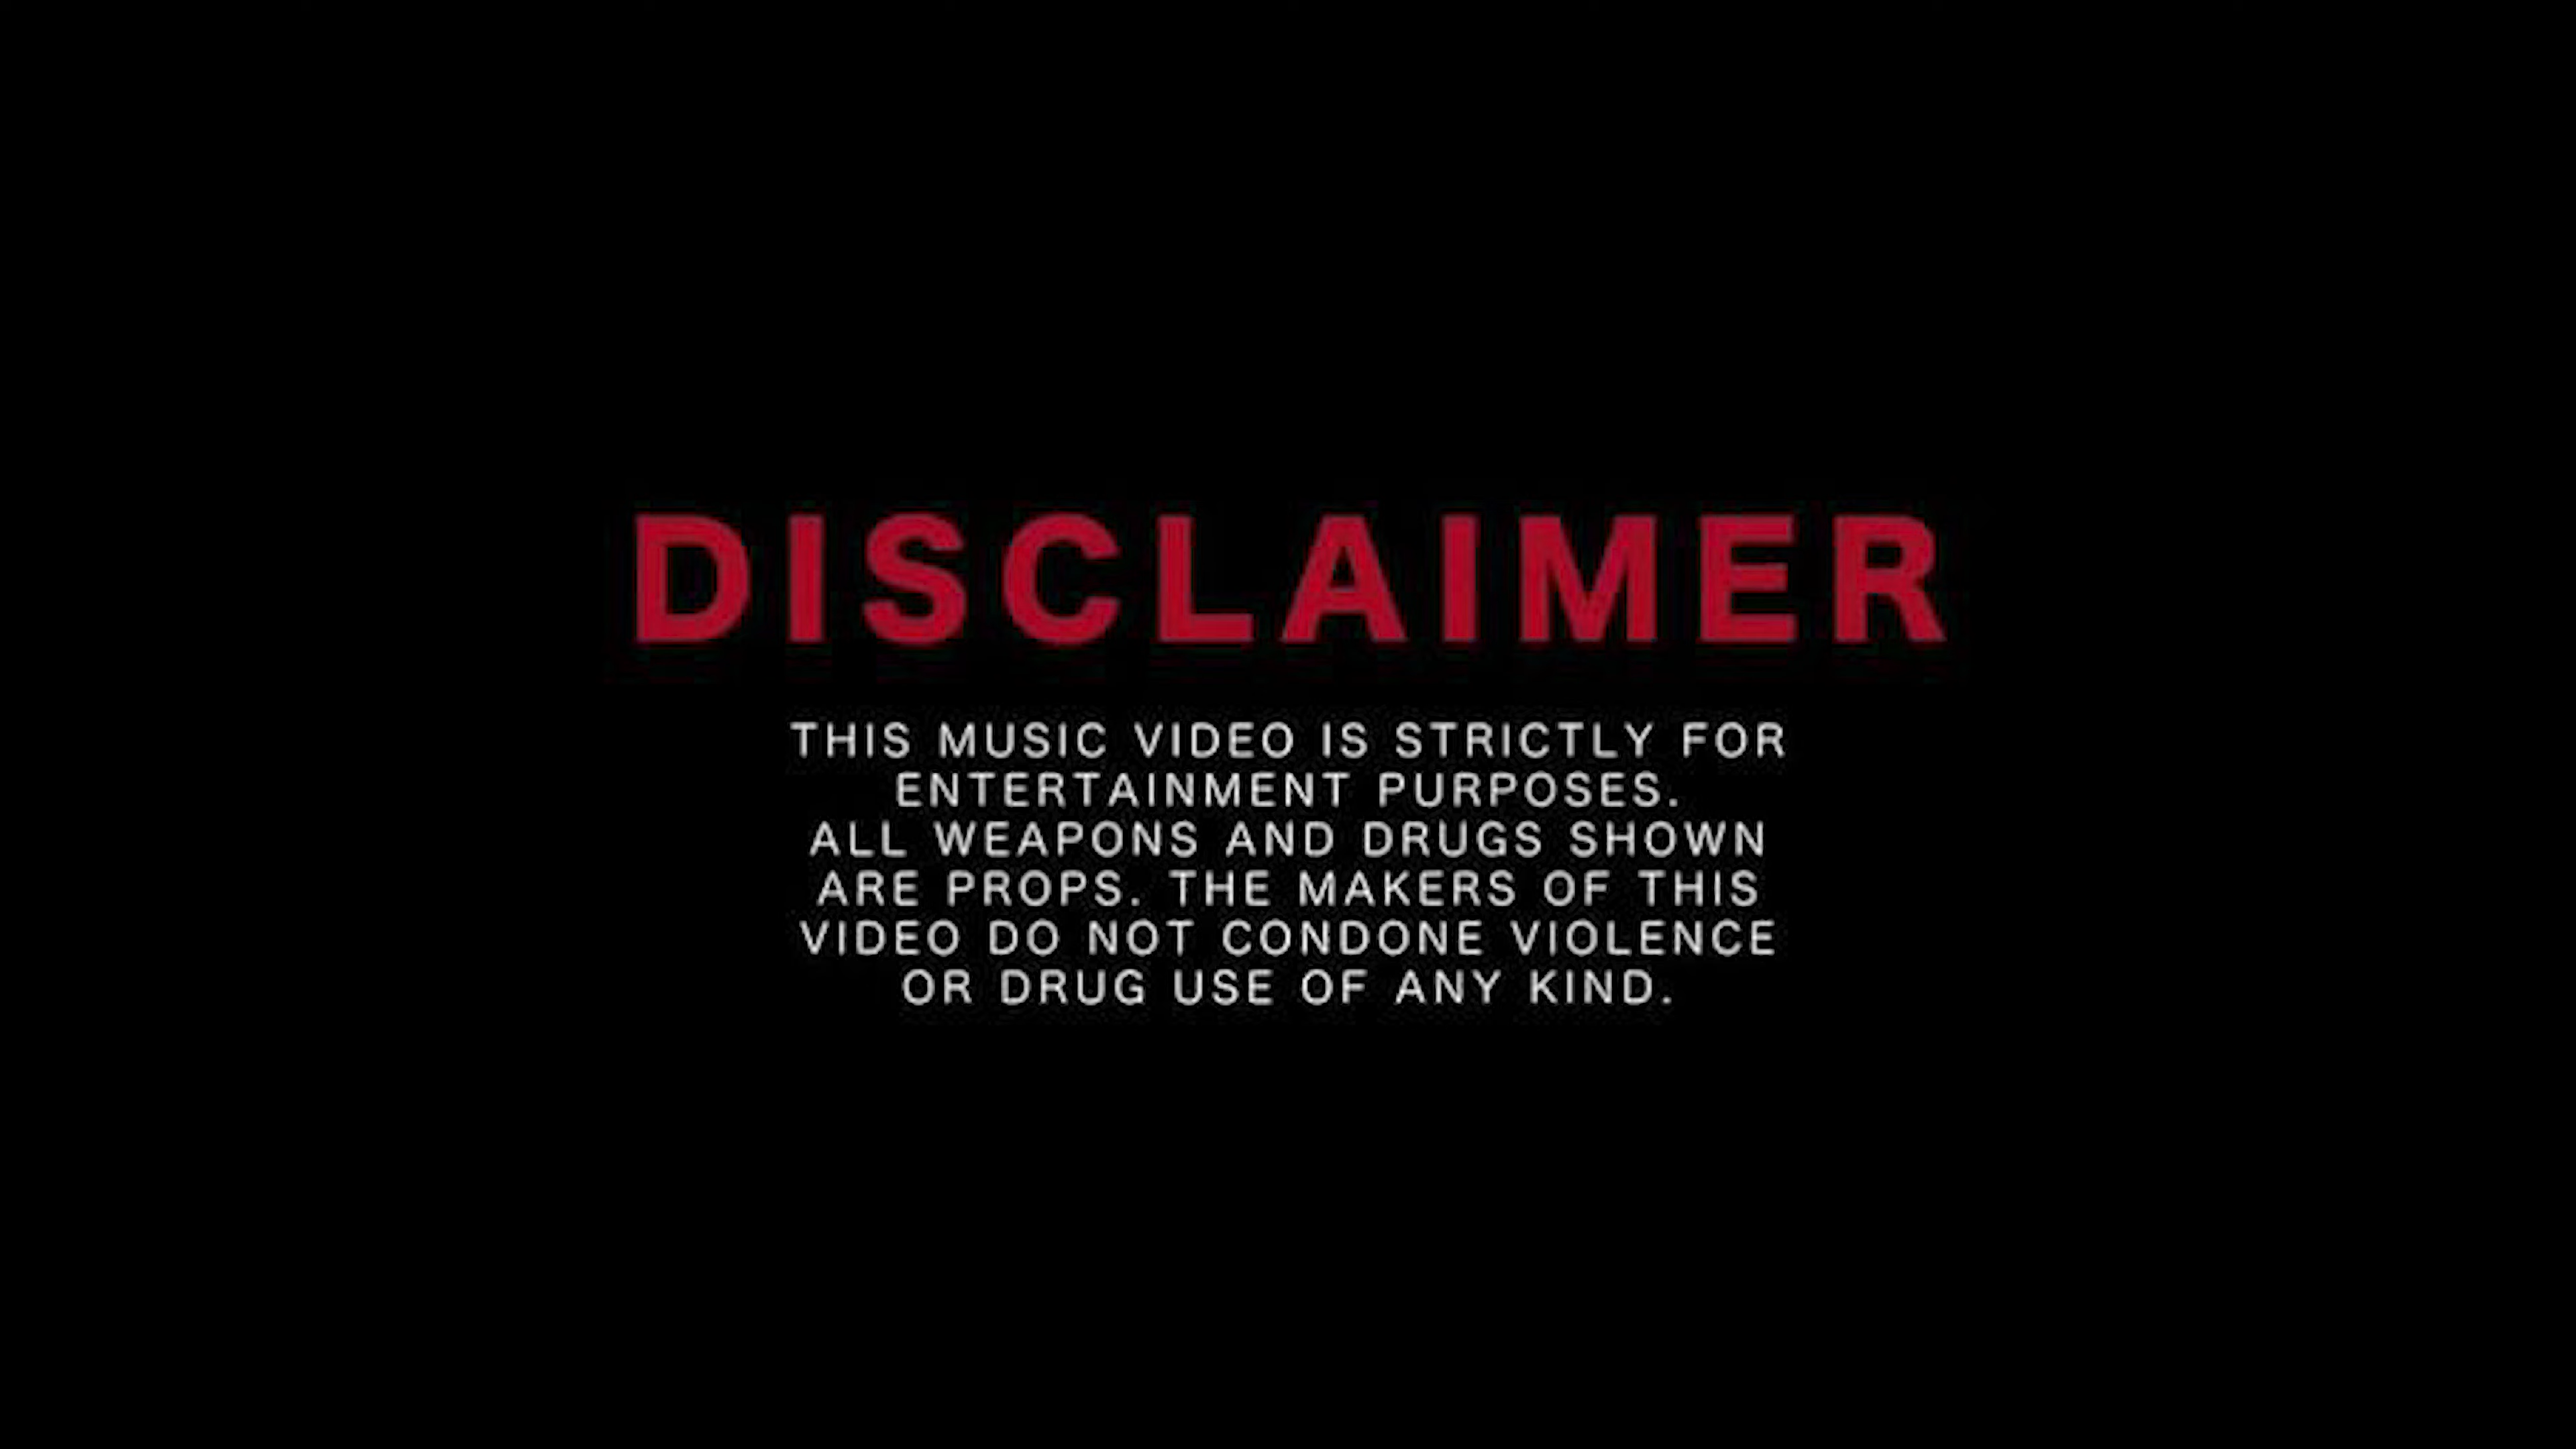 DISCLAIMER
THIS MUSIC VIDEO IS STRICTLY FOR
ENTERTAINMENT PURPOSES.
ALL WEAPONS AND DRUGS SHOWN
ARE PROPS. THE MAKERS OF THIS
VIDEO DO NOT CONDONE VIOLENCE
OR DRUG USE OF ANY KIND.